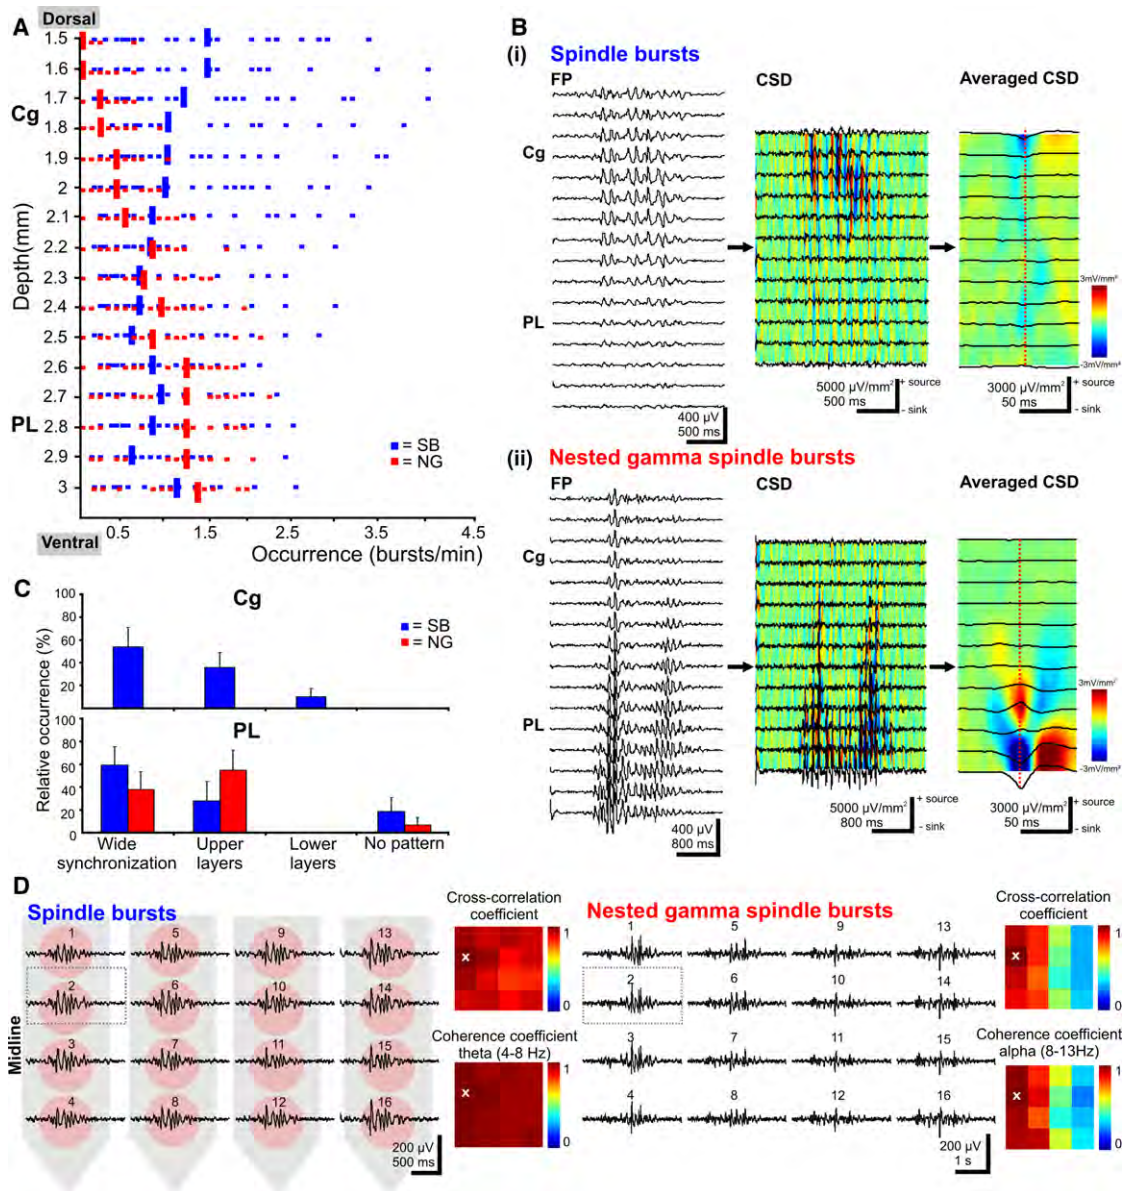 A
Dorsal
1.5
1.6
1.7
Cg
1.8
1.9
2
2.1
2.2
2.3
2.4
2.5
2.6
2.7
PL
2.8
2.9
3
Depth(mm)
= SB
= NG
0.5
1
1.5
2.5
2.5
3
3.5
4.5
Ventral
Occurrence (bursts/min)
B
(i) Spindle bursts
FP
CSD
Averaged CSD
Cg
PL
400 µV
500 ms
5000 µV/mm²
500 ms
+ source
- sink
3mV/mm²
-3mV/mm²
3000 µV/mm²
50 ms
+ source
- sink
(ii) Nested gamma spindle bursts
FP
CSD
Averaged CSD
Cg
PL
400 µV
800 ms
5000 µV/mm²
800 ms
+ source
- sink
3mV/mm²
-3mV/mm²
3000 µV/mm²
50 ms
+ source
- sink
C
Cg
= SB
= NG
100
80
60
40
20
PL
100
80
60
40
20
0
Relative occurrence (%)
Wide synchronization
Upper layers
Lower layers
No pattern
D
Spindle bursts
Midline
1
5
9
13
2
6
10
14
3
7
11
15
4
8
12
16
200 µV
500 ms
Cross-correlation
coefficient
x
1
0
Coherence coefficient
theta (4-8 Hz)
x
1
0
Nested gamma spindle bursts
1
5
9
13
2
6
10
14
3
7
11
15
4
8
12
16
200 µV
1 s
Cross-correlation
coefficient
x
1
0
Coherence coefficient
alpha (8-13Hz)
x
1
0